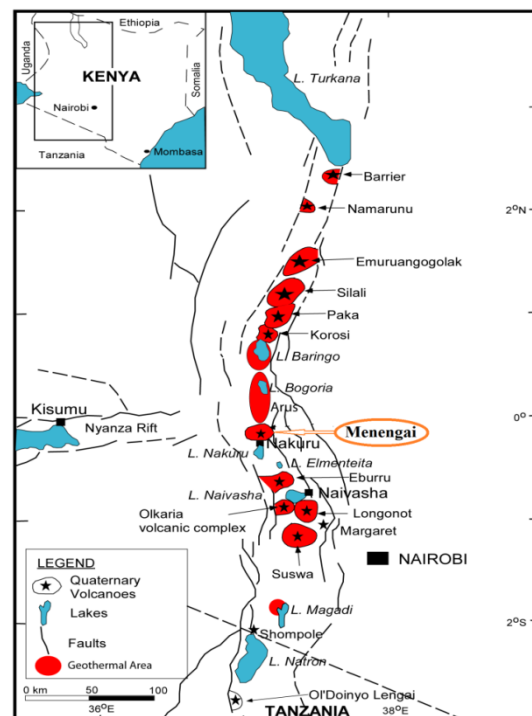 Ethiopia
Uganda
KENYA
Somalia
Nairobi
Tanzania
Mombasa
L. Turkana
Barrier
2°N
Namarunu
Emuruangogolak
Silali
Paka
Korosi
L. Baringo
L. Bogoria
Arus
0°
Kisumu
Nyanza Rift
Menengai
Nakuru
L. Nakuru
L. Elmenteita
Eburru
L. Naivasha
Naivasha
Olkaria
volcanic complex
Longonot
Margaret
NAIROBI
Suswa
LEGEND
Quaternary
Volcanoes
Lakes
Faults
Geothermal Area
L. Magadi
2°S
Shompole
L. Natron
0 km 50 100
36°E
Ol'Doinyo Lengai
38°E
TANZANIA